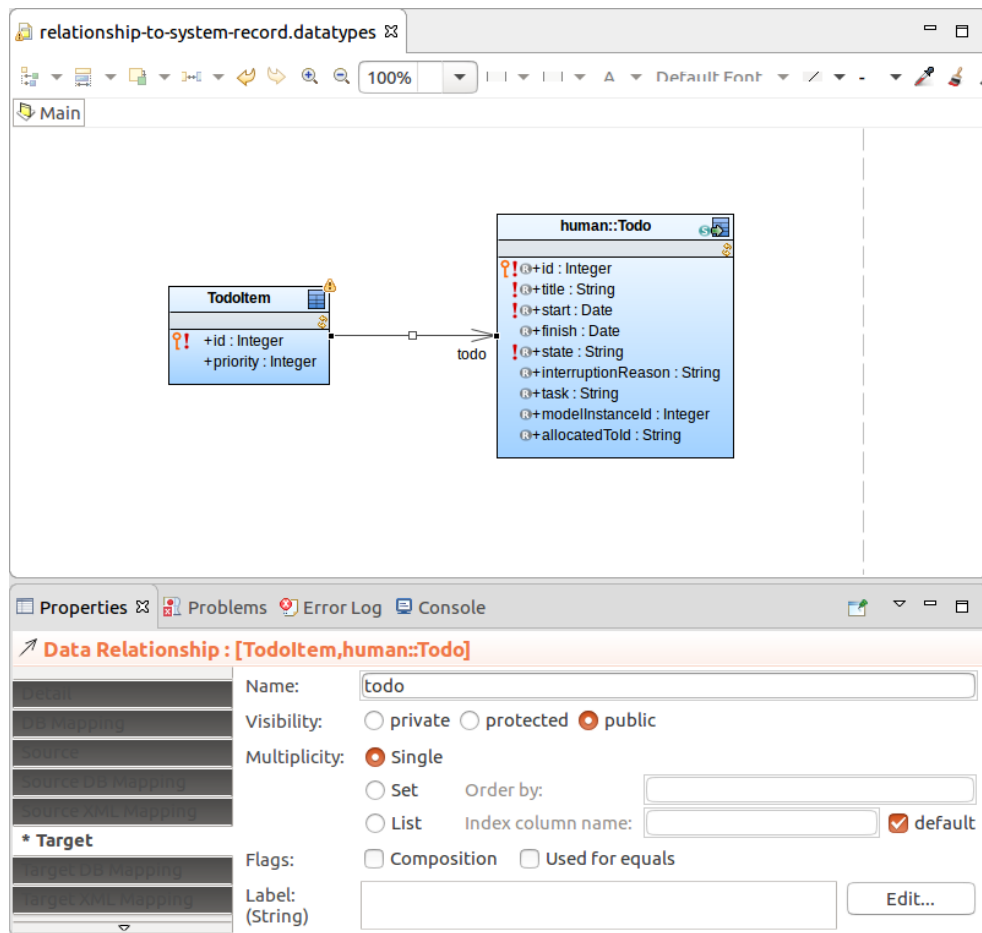 relationship-to-system-record.datatypes
100% A Default Font
Main
TodoItem
+id : Integer
+priority : Integer
todo
human::Todo
S
R+id : Integer
R+title : String
R+start : Date
R+finish : Date
R+state : String
R+interruptionReason : String
R+task : String
R+modelInstanceId : Integer
R+allocatedToId : String
Properties Problems Error Log Console
Data Relationship : [TodoItem,human::Todo]
Detail
DB Mapping
Source
Source DB Mapping
Source XML Mapping
* Target
Target DB Mapping
Target XML Mapping
Name: todo
Visibility: private protected public
Multiplicity: Single
Set Order by:
List Index column name: default
Flags: Composition Used for equals
Label:
(String)
Edit...